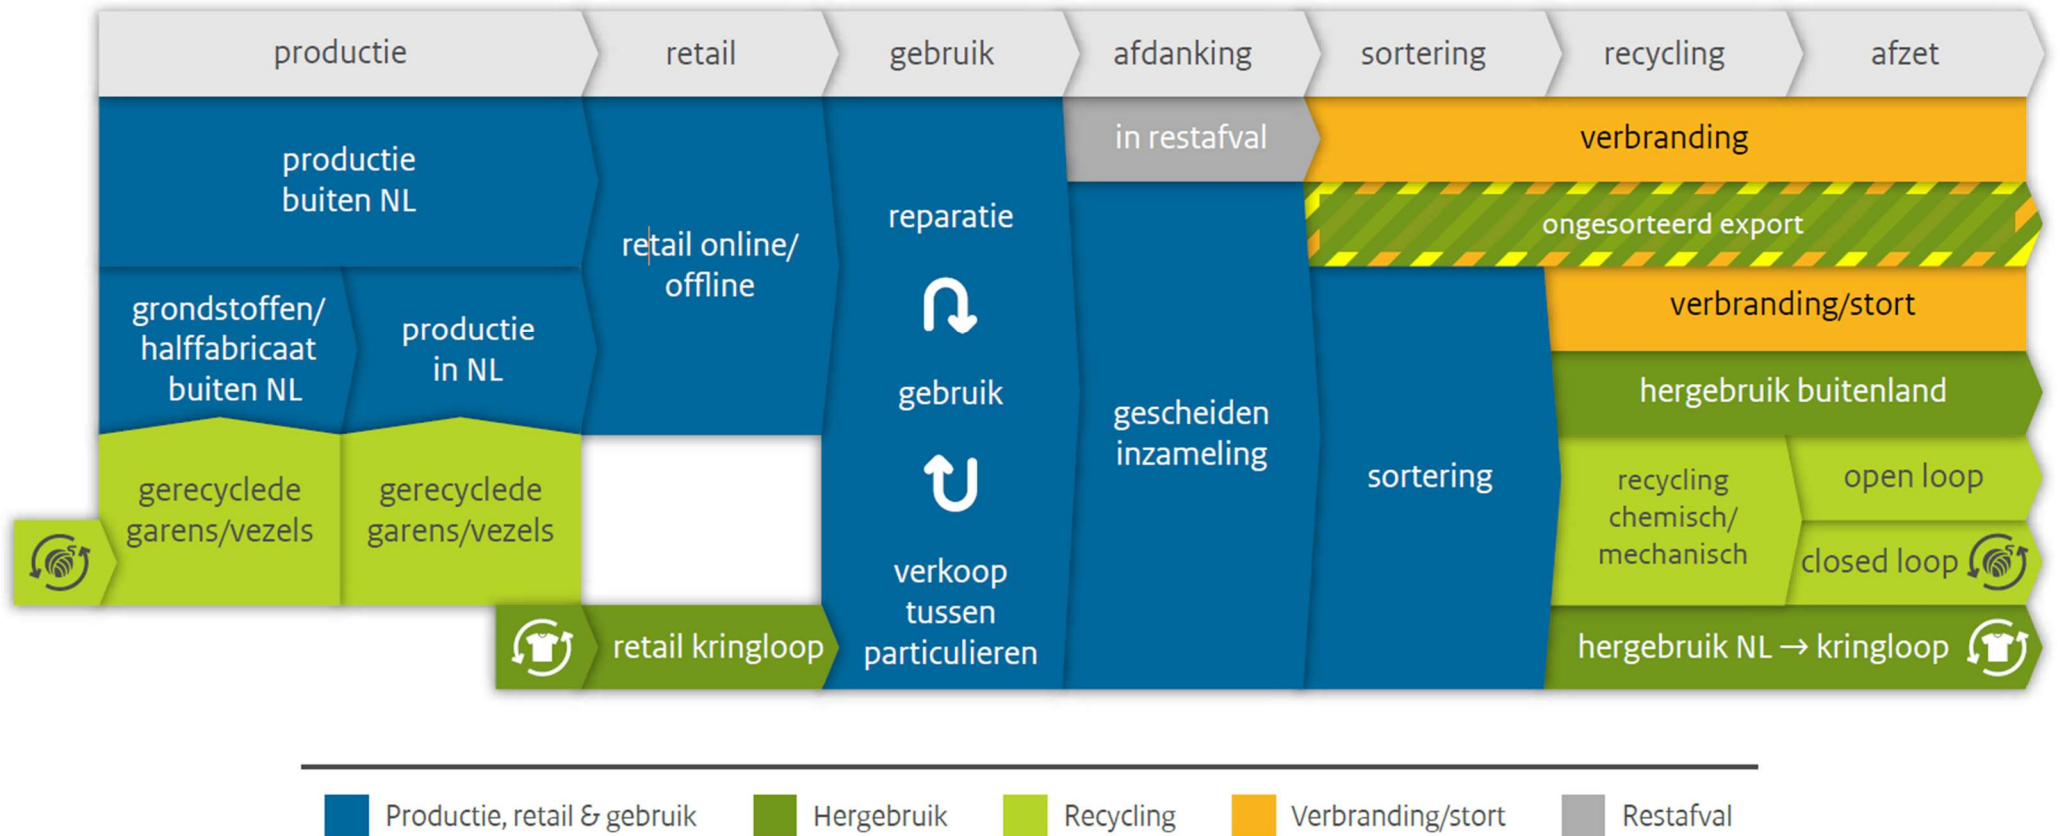 productie
retail
gebruik
afdanking
sortering
recycling
afzet
productie
buiten NL
grondstoffen/
halffabricaat
buiten NL
productie
in NL
gerecyclede
garens/vezels
gerecyclede
garens/vezels
retail online/
offline
retail kringloop
reparatie
gebruik
verkoop
tussen
particulieren
in restafval
gescheiden
inzameling
verbranding
ongesorteerd export
sortering
verbranding/stort
hergebruik buitenland
recycling
chemisch/
mechanisch
open loop
closed loop
hergebruik NL → kringloop
Productie, retail & gebruik
Hergebruik
Recycling
Verbranding/stort
Restafval